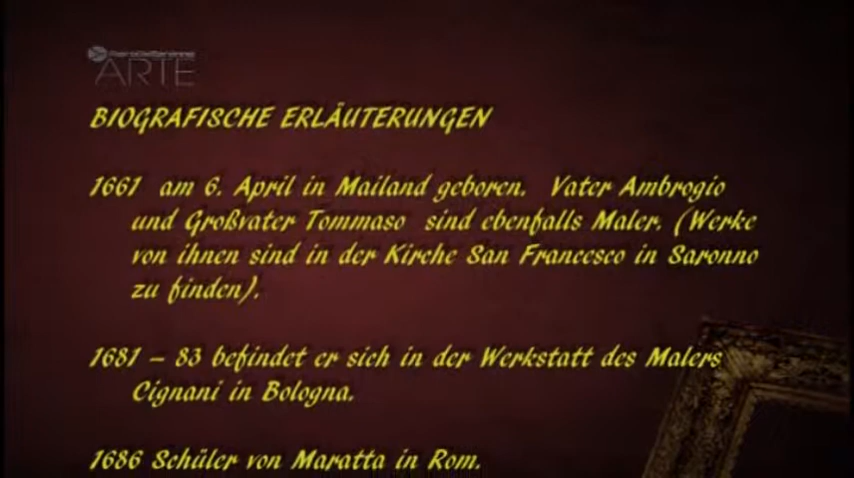 ARTE
BIOGRAFISCHE ERLÄUTERUNGEN
1661 am 6. April in Mailand geboren. Vater Ambrogio
und Großvater Tommaso sind ebenfalls Maler. (Werke
von ihnen sind in der Kirche San Francesco in Saronno
zu finden).
1681 – 83 befindet er sich in der Werkstatt des Malers
Cignani in Bologna.
1686 Schüler von Maratta in Rom.